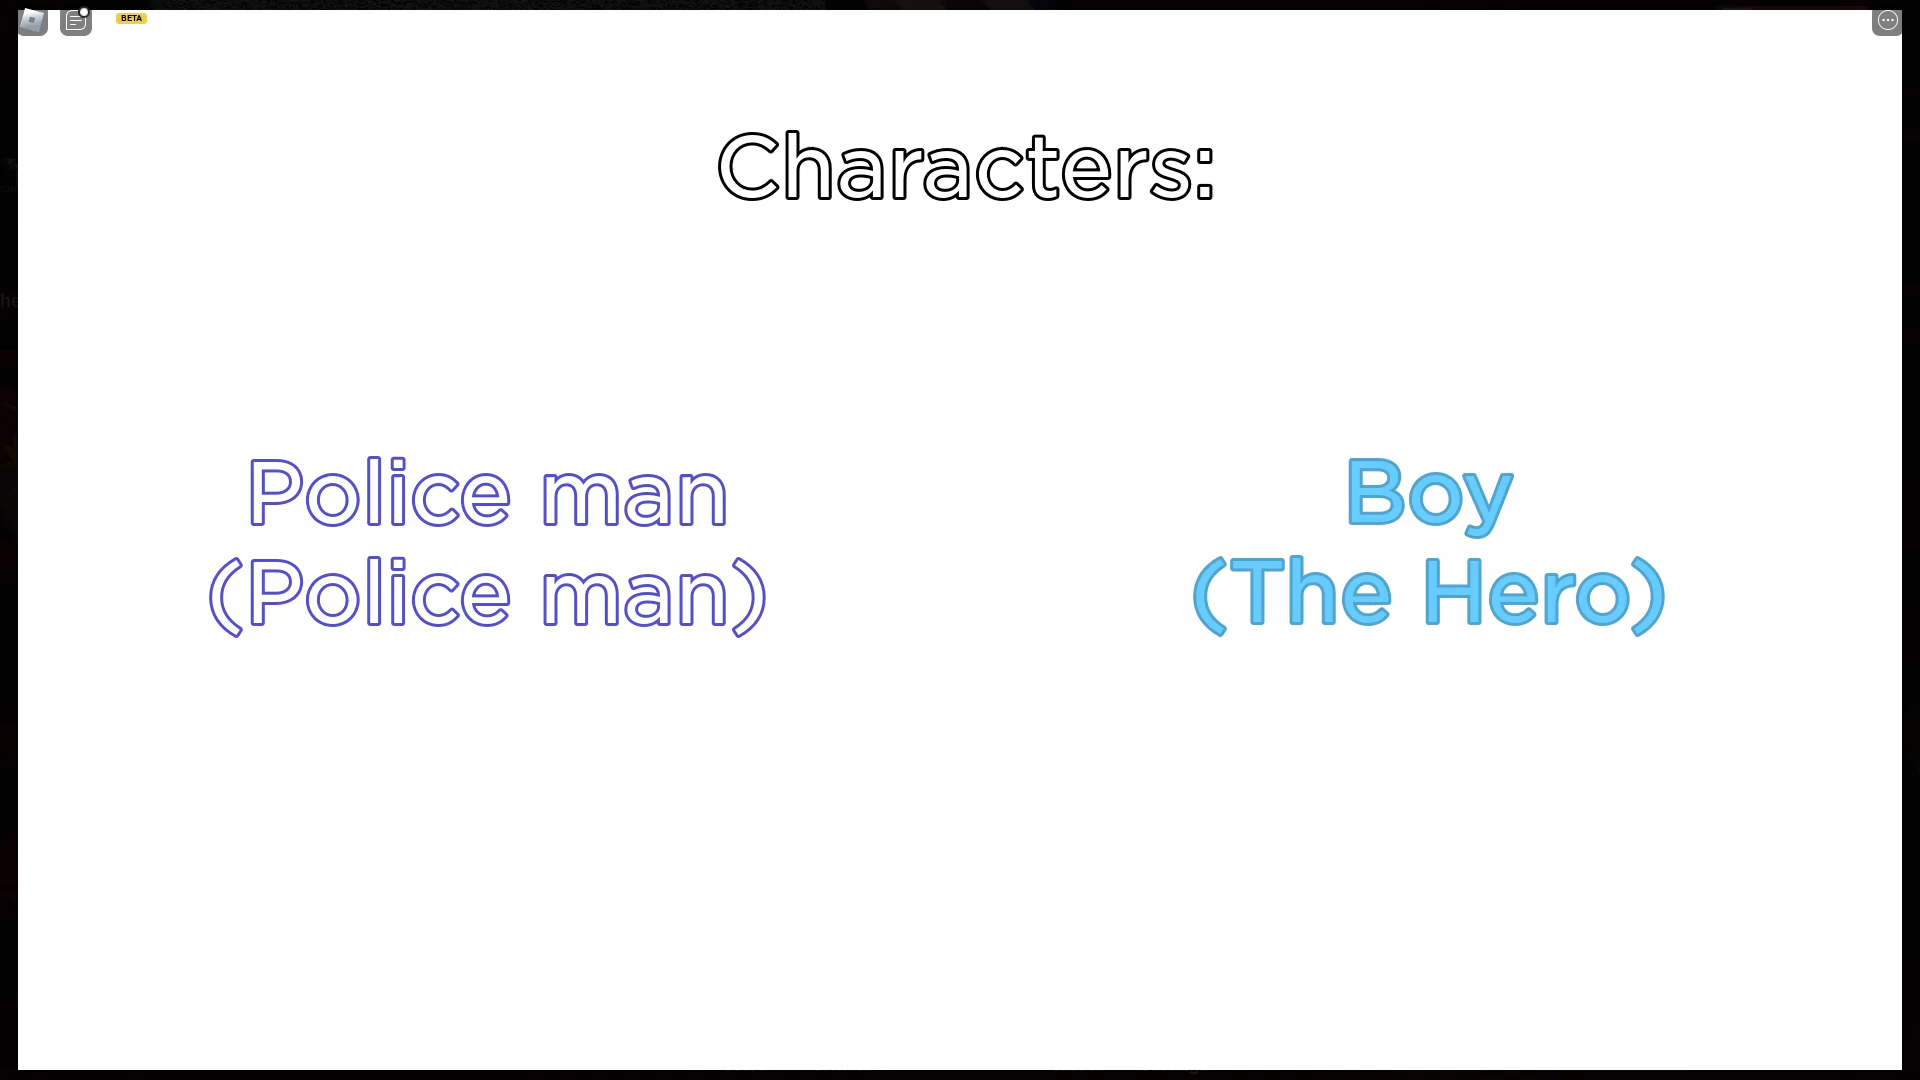 BETA
Characters:
Police man
(Police man)
Boy
(The Hero)